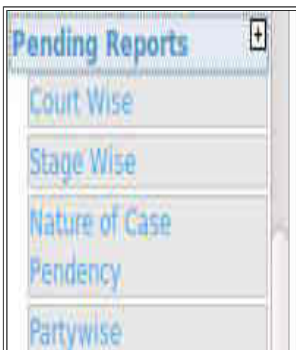 Pending Reports
Court Wise
Stage Wise
Nature of Case
Pendency
Partywise